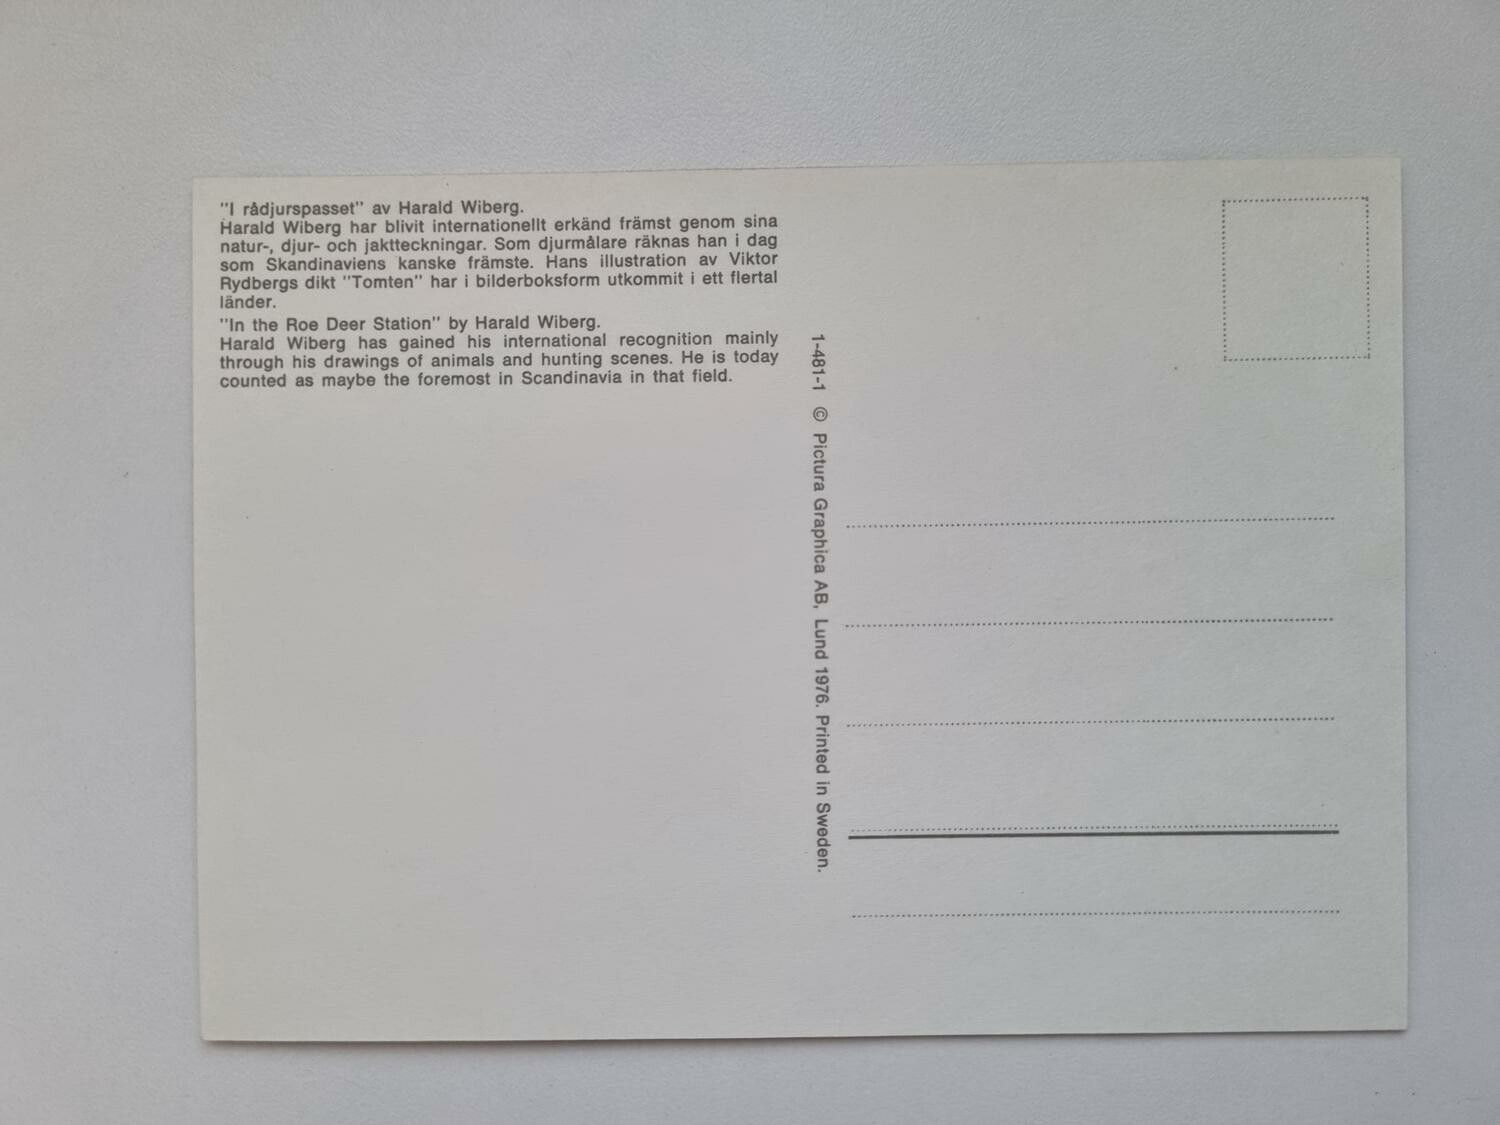 "I rådjurspasset" av Harald Wiberg.
Harald Wiberg har blivit internationellt erkänd främst genom sina
natur-, djur- och jaktteckningar. Som djurmålare räknas han i dag
som Skandinaviens kanske främste. Hans illustration av Viktor
Rydbergs dikt "Tomten" har i bilderboksform utkommit i ett flertal
länder.
"In the Roe Deer Station" by Harald Wiberg.
Harald Wiberg has gained his international recognition mainly
through his drawings of animals and hunting scenes. He is today
counted as maybe the foremost in Scandinavia in that field.
1-481-1 © Pictura Graphica AB, Lund 1976. Printed in Sweden.